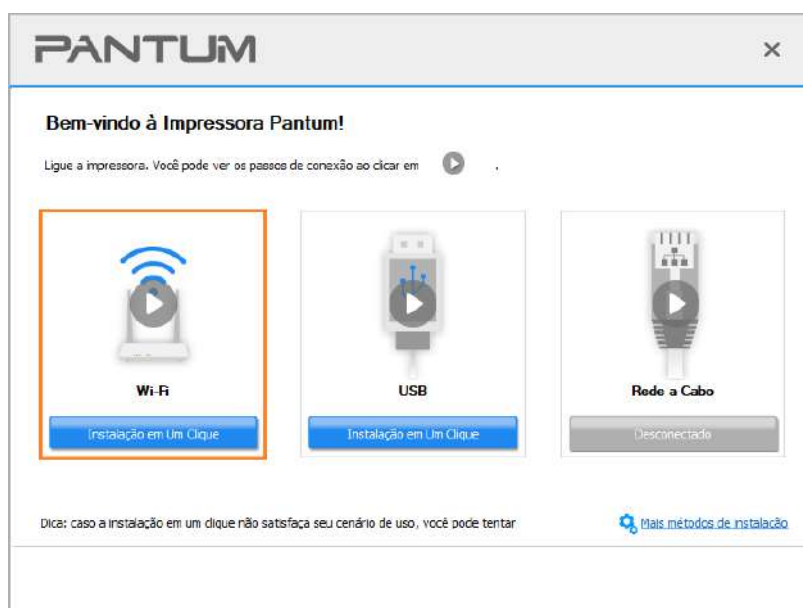 PANTUM
Bem-vindo à Impressora Pantum!
Ligue a impressora. Você pode ver os passos de conexão ao clicar em .
Wi-Fi
USB
Rede a Cabo
Instalação em Um Clique
Instalação em Um Clique
Desconectado
Dica: caso a instalação em um clique não satisfaça seu cenário de uso, você pode tentar
Mais métodos de instalação